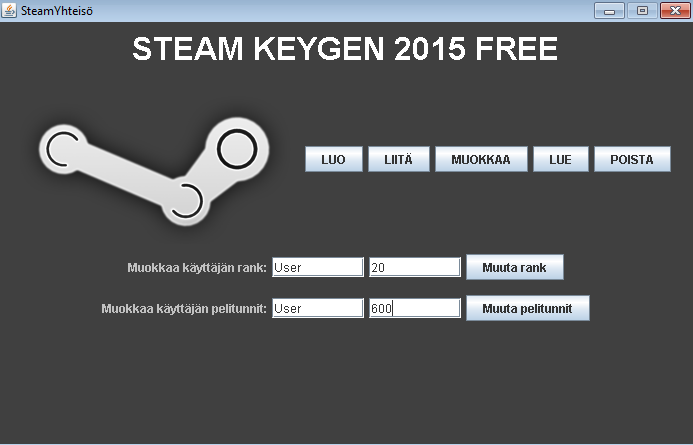 SteamYhteisö
STEAM KEYGEN 2015 FREE
LUO LIITÄ MUOKKAA LUE POISTA
Muokkaa käyttäjän rank: User 20 Muuta rank
Muokkaa käyttäjän pelitunnit: User 600 Muuta pelitunnit